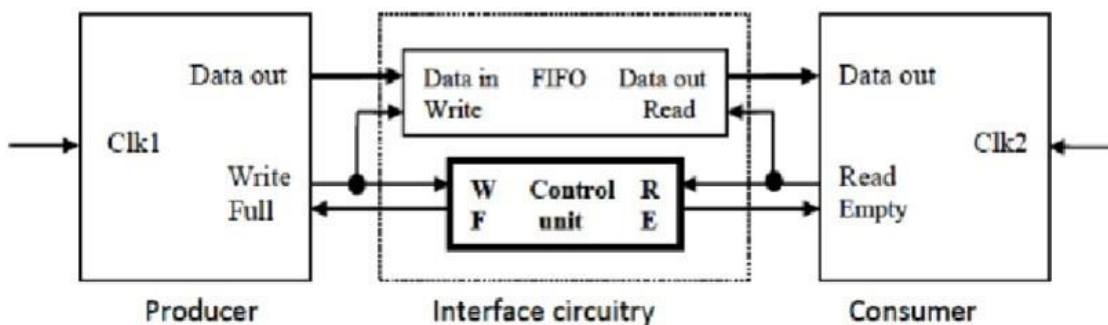 Data out
Clk1
Write
Full
Data in FIFO Data out
Write Read
W Control R
F unit E
Data out
Clk2
Read
Empty
Producer
Interface circuitry
Consumer